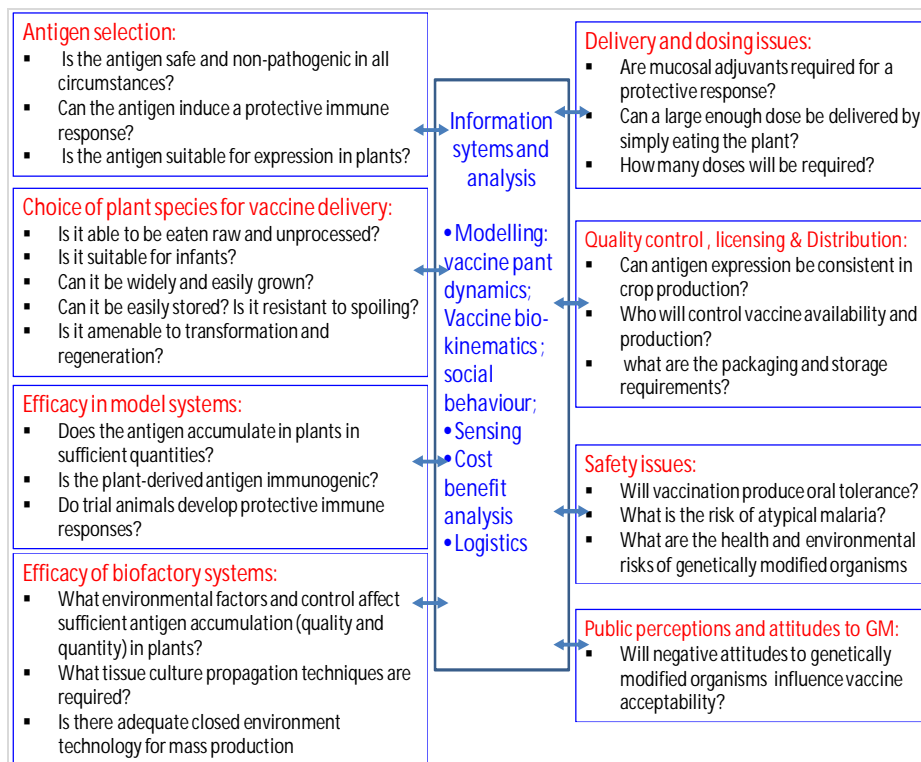 Antigen selection:
▪ Is the antigen safe and non-pathogenic in all
circumstances?
▪ Can the antigen induce a protective immune
response?
▪ Is the antigen suitable for expression in plants?
Choice of plant species for vaccine delivery:
▪ Is it able to be eaten raw and unprocessed?
▪ Is it suitable for infants?
▪ Can it be widely and easily grown?
▪ Can it be easily stored? Is it resistant to spoiling?
▪ Is it amenable to transformation and
regeneration?
Efficacy in model systems:
▪ Does the antigen accumulate in plants in
sufficient quantities?
▪ Is the plant-derived antigen immunogenic?
▪ Do trial animals develop protective immune
responses?
Efficacy of biofactory systems:
▪ What environmental factors and control affect
sufficient antigen accumulation (quality and
quantity) in plants?
▪ What tissue culture propagation techniques are
required?
▪ Is there adequate closed environment
technology for mass production
Information
sytems and
analysis
• Modelling:
vaccine pant
dynamics;
Vaccine bio-
kinematics ;
social
behaviour;
• Sensing
• Cost
benefit
analysis
• Logistics
Delivery and dosing issues:
▪ Are mucosal adjuvants required for a
protective response?
▪ Can a large enough dose be delivered by
simply eating the plant?
▪ How many doses will be required?
Quality control , licensing & Distribution:
▪ Can antigen expression be consistent in
crop production?
▪ Who will control vaccine availability and
production?
▪ what are the packaging and storage
requirements?
Safety issues:
▪ Will vaccination produce oral tolerance?
▪ What is the risk of atypical malaria?
▪ What are the health and environmental
risks of genetically modified organisms
Public perceptions and attitudes to GM:
▪ Will negative attitudes to genetically
modified organisms influence vaccine
acceptability?